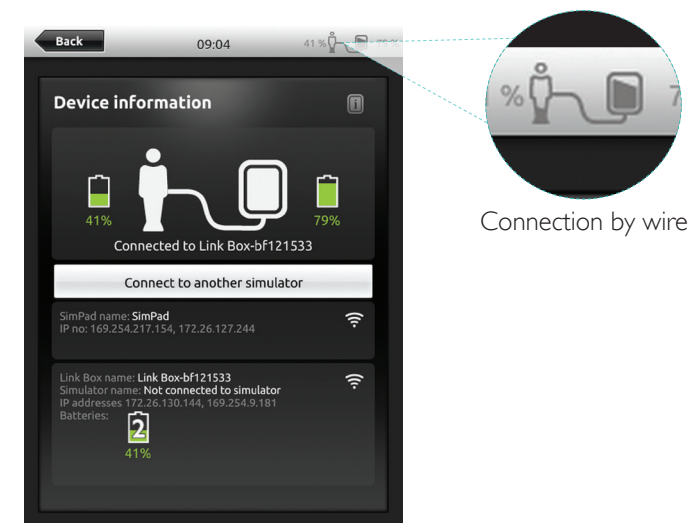 Back
09:04
41 %
79 %
%
7
Device information
i
41%
79%
Connected to Link Box-bf121533
Connection by wire
Connect to another simulator
SimPad name: SimPad
IP no: 169.254.217.154, 172.26.127.244
Link Box name: Link Box-bf121533
Simulator name: Not connected to simulator
IP addresses 172.26.130.144, 169.254.9.181
Batteries:
2
41%